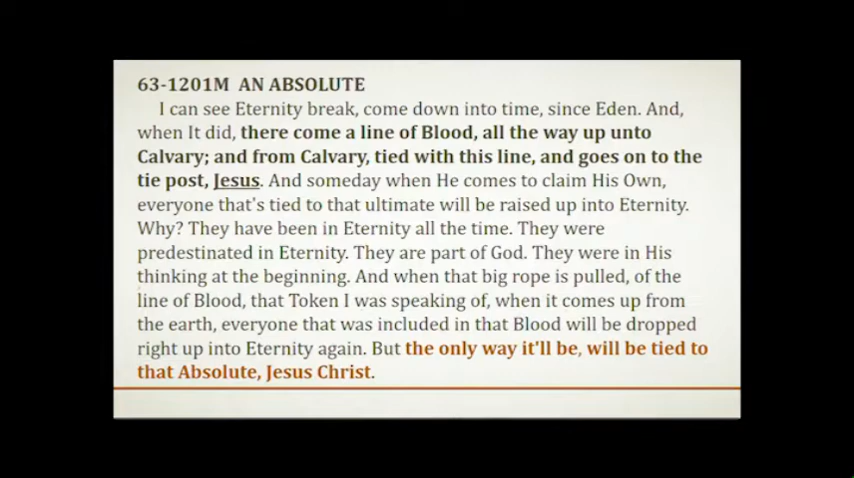 63-1201M AN ABSOLUTE
I can see Eternity break, come down into time, since Eden. And,
when It did, there come a line of Blood, all the way up unto
Calvary; and from Calvary, tied with this line, and goes on to the
tie post, Jesus. And someday when He comes to claim His Own,
everyone that's tied to that ultimate will be raised up into Eternity.
Why? They have been in Eternity all the time. They were
predestinated in Eternity. They are part of God. They were in His
thinking at the beginning. And when that big rope is pulled, of the
line of Blood, that Token I was speaking of, when it comes up from
the earth, everyone that was included in that Blood will be dropped
right up into Eternity again. But the only way it'll be, will be tied to
that Absolute, Jesus Christ.